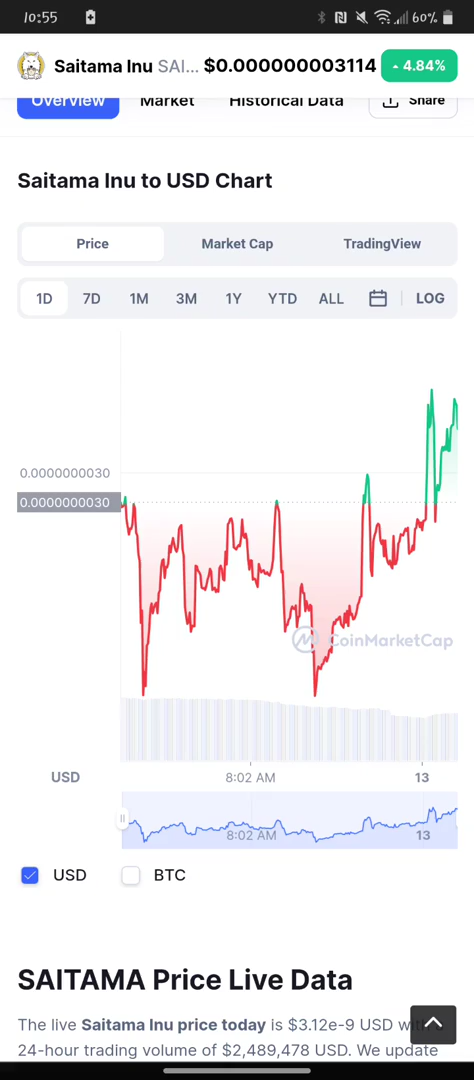 10:55 60%
Saitama Inu SAI... $0.000000003114 4.84%
Overview Market Historical Data Share
Saitama Inu to USD Chart
Price Market Cap TradingView
1D 7D 1M 3M 1Y YTD ALL LOG
0.0000000030
0.0000000030
CoinMarketCap
USD 8:02 AM 13
8:02 AM 13
USD BTC
SAITAMA Price Live Data
The live Saitama Inu price today is $3.12e-9 USD with a
24-hour trading volume of $2,489,478 USD. We update